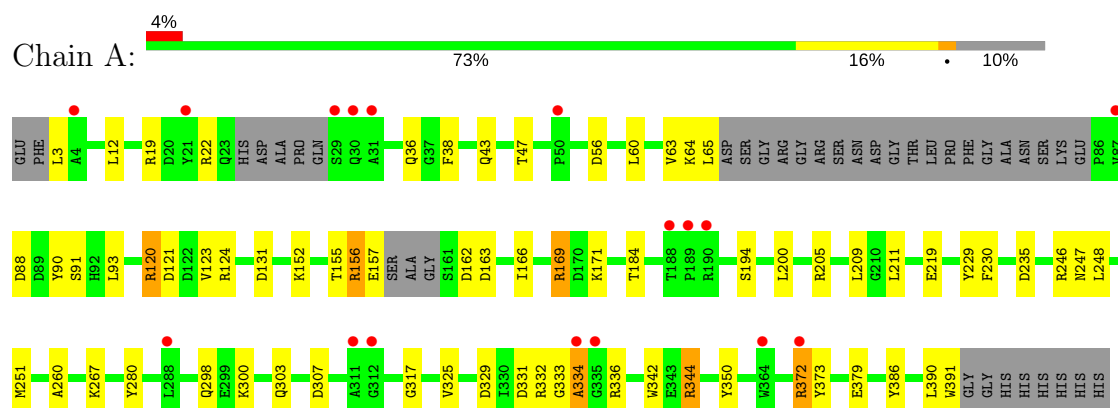 4%
Chain A:
73% 16% • 10%
GLU PHE L3 A4 L12 R19 D20 Y21 R22 Q23 HIS ASP ALA PRO GLN S29 Q30 A31 Q36 G37 F38 Q43 T47 P50 D56 L60 V63 K64 L65 ASP SER GLY ARG GLY ARG SER ASN ASP GLY THR LEU PRO PHE GLY ALA ASN SER LYS GLU P86 V87
D88 D89 Y90 S91 H92 L93 R120 D121 D122 V123 R124 D131 K152 T155 R156 E157 SER ALA GLY S161 D162 D163 I166 R169 D170 K171 T184 T188 P189 R190 S194 L200 R205 L209 G210 L211 E219 Y229 F230 D235 R246 N247 L248
M251 A260 K267 Y280 L288 Q298 E299 K300 Q303 D307 A311 G312 G317 V325 D329 I330 D331 R332 G333 A334 G335 R336 W342 E343 R344 Y350 W364 R372 Y373 E379 Y386 L390 W391 GLY GLY HIS HIS HIS HIS HIS HIS